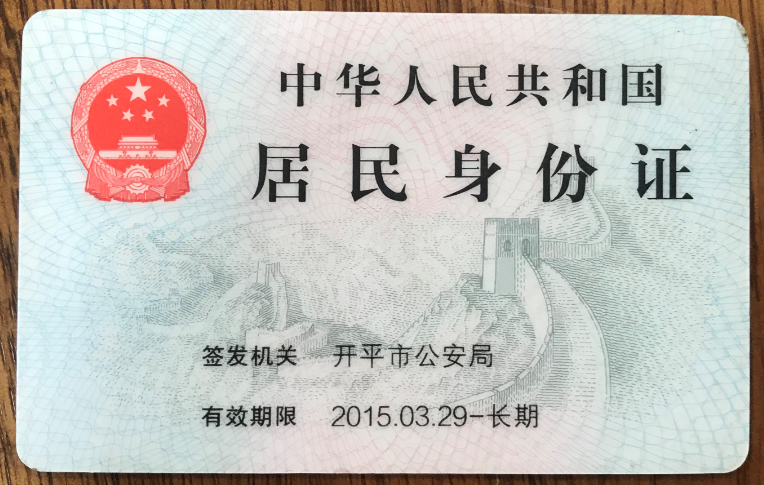 中华人民共和国
居民身份证
签发机关 开平市公安局
有效期限 2015.03.29-长期